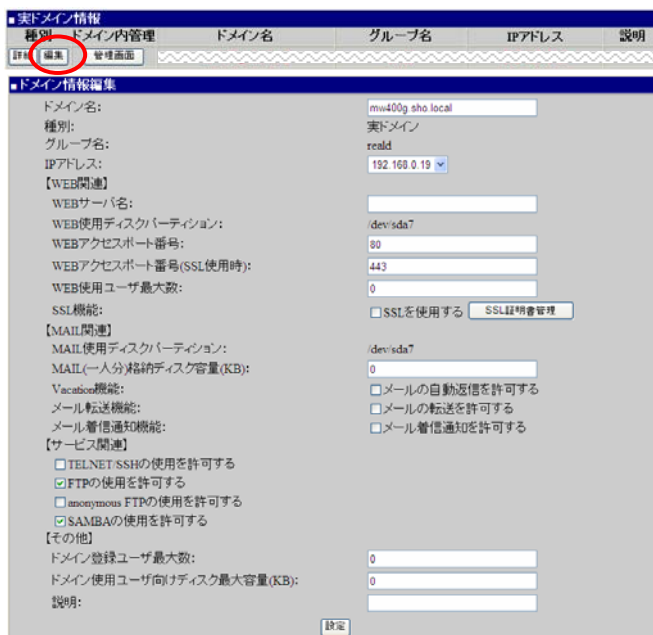 ■実ドメイン情報
種別 ドメイン内管理 ドメイン名 グループ名 IPアドレス 説明
詳細 編集 管理画面
■ドメイン情報編集
ドメイン名: mw400g.sho.local
種別: 実ドメイン
グループ名: reald
IPアドレス: 192.168.0.19
【WEB関連】
WEBサーバ名:
WEB使用ディスクパーティション: /dev/sda7
WEBアクセスポート番号: 80
WEBアクセスポート番号(SSL使用時): 443
WEB使用ユーザ最大数: 0
SSL機能: SSLを使用する SSL証明書管理
【MAIL関連】
MAIL使用ディスクパーティション: /dev/sda7
MAIL(一人分)格納ディスク容量(KB): 0
Vacation機能: メールの自動返信を許可する
メール転送機能: メールの転送を許可する
メール着信通知機能: メール着信通知を許可する
【サービス関連】
TELNET/SSHの使用を許可する
FTPの使用を許可する
anonymous FTPの使用を許可する
SAMBAの使用を許可する
【その他】
ドメイン登録ユーザ最大数: 0
ドメイン使用ユーザ向けディスク最大容量(KB): 0
説明:
設定